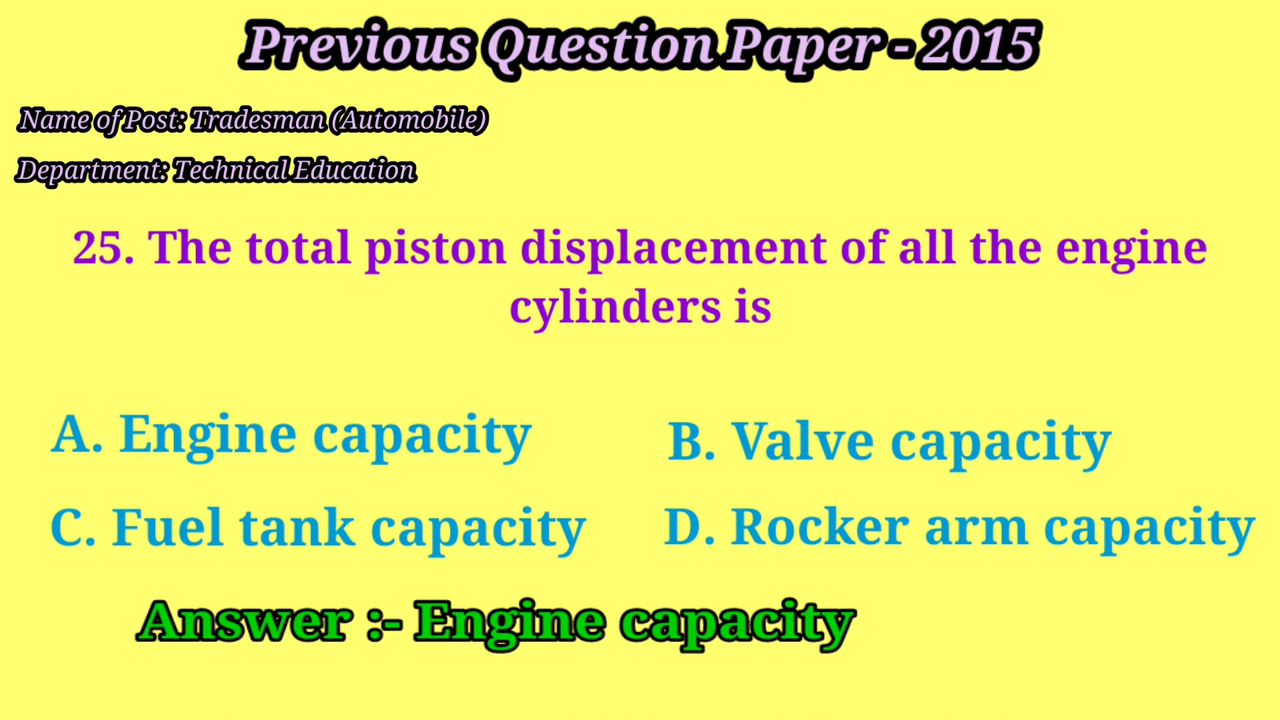 Previous Question Paper - 2015
Name of Post: Tradesman (Automobile)
Department: Technical Education
25. The total piston displacement of all the engine
cylinders is
A. Engine capacity
B. Valve capacity
C. Fuel tank capacity
D. Rocker arm capacity
Answer :- Engine capacity